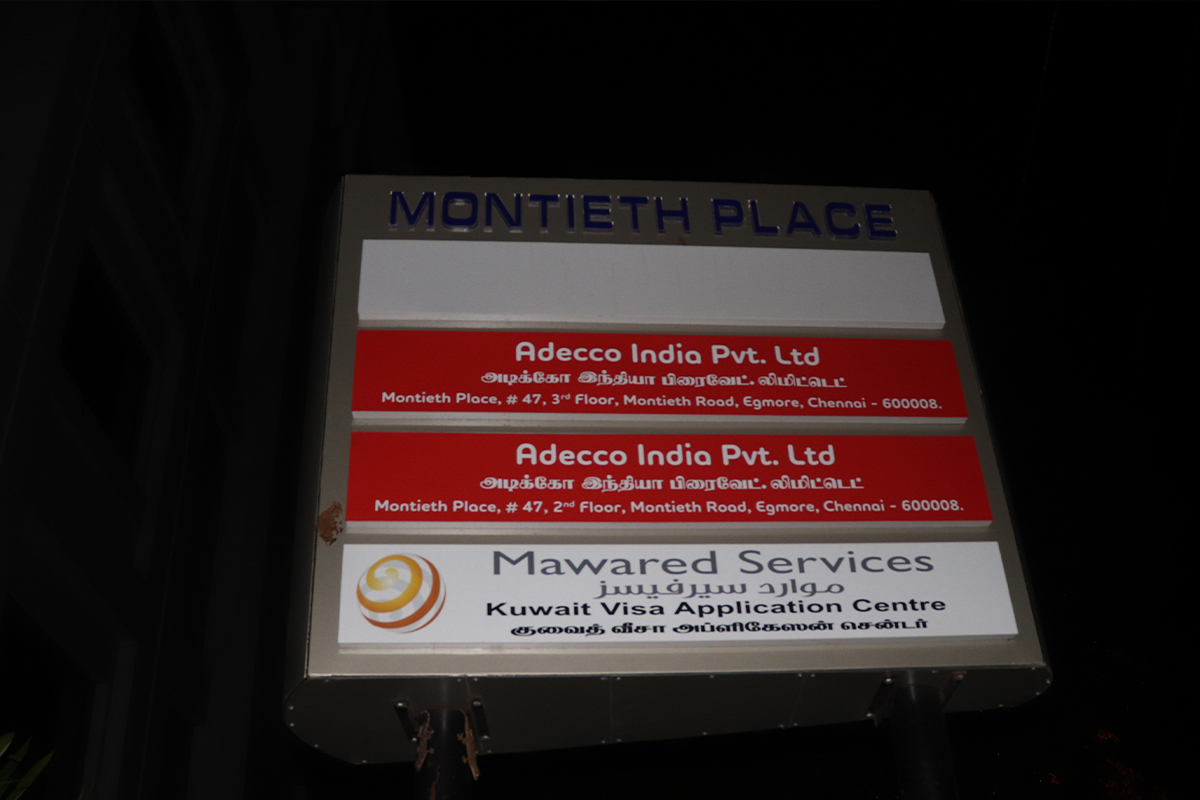 MONTIETH PLACE
Adecco India Pvt. Ltd
அடிக்கோ இந்தியா பிரைவேட். லிமிட்டெட்
Montieth Place, # 47, 3rd Floor, Montieth Road, Egmore, Chennai - 600008.
Adecco India Pvt. Ltd
அடிக்கோ இந்தியா பிரைவேட். லிமிட்டெட்
Montieth Place, # 47, 2nd Floor, Montieth Road, Egmore, Chennai - 600008.
Mawared Services
موارد سيرفيسز
Kuwait Visa Application Centre
குவைத் வீசா அப்ளிகேஸன் சென்டர்